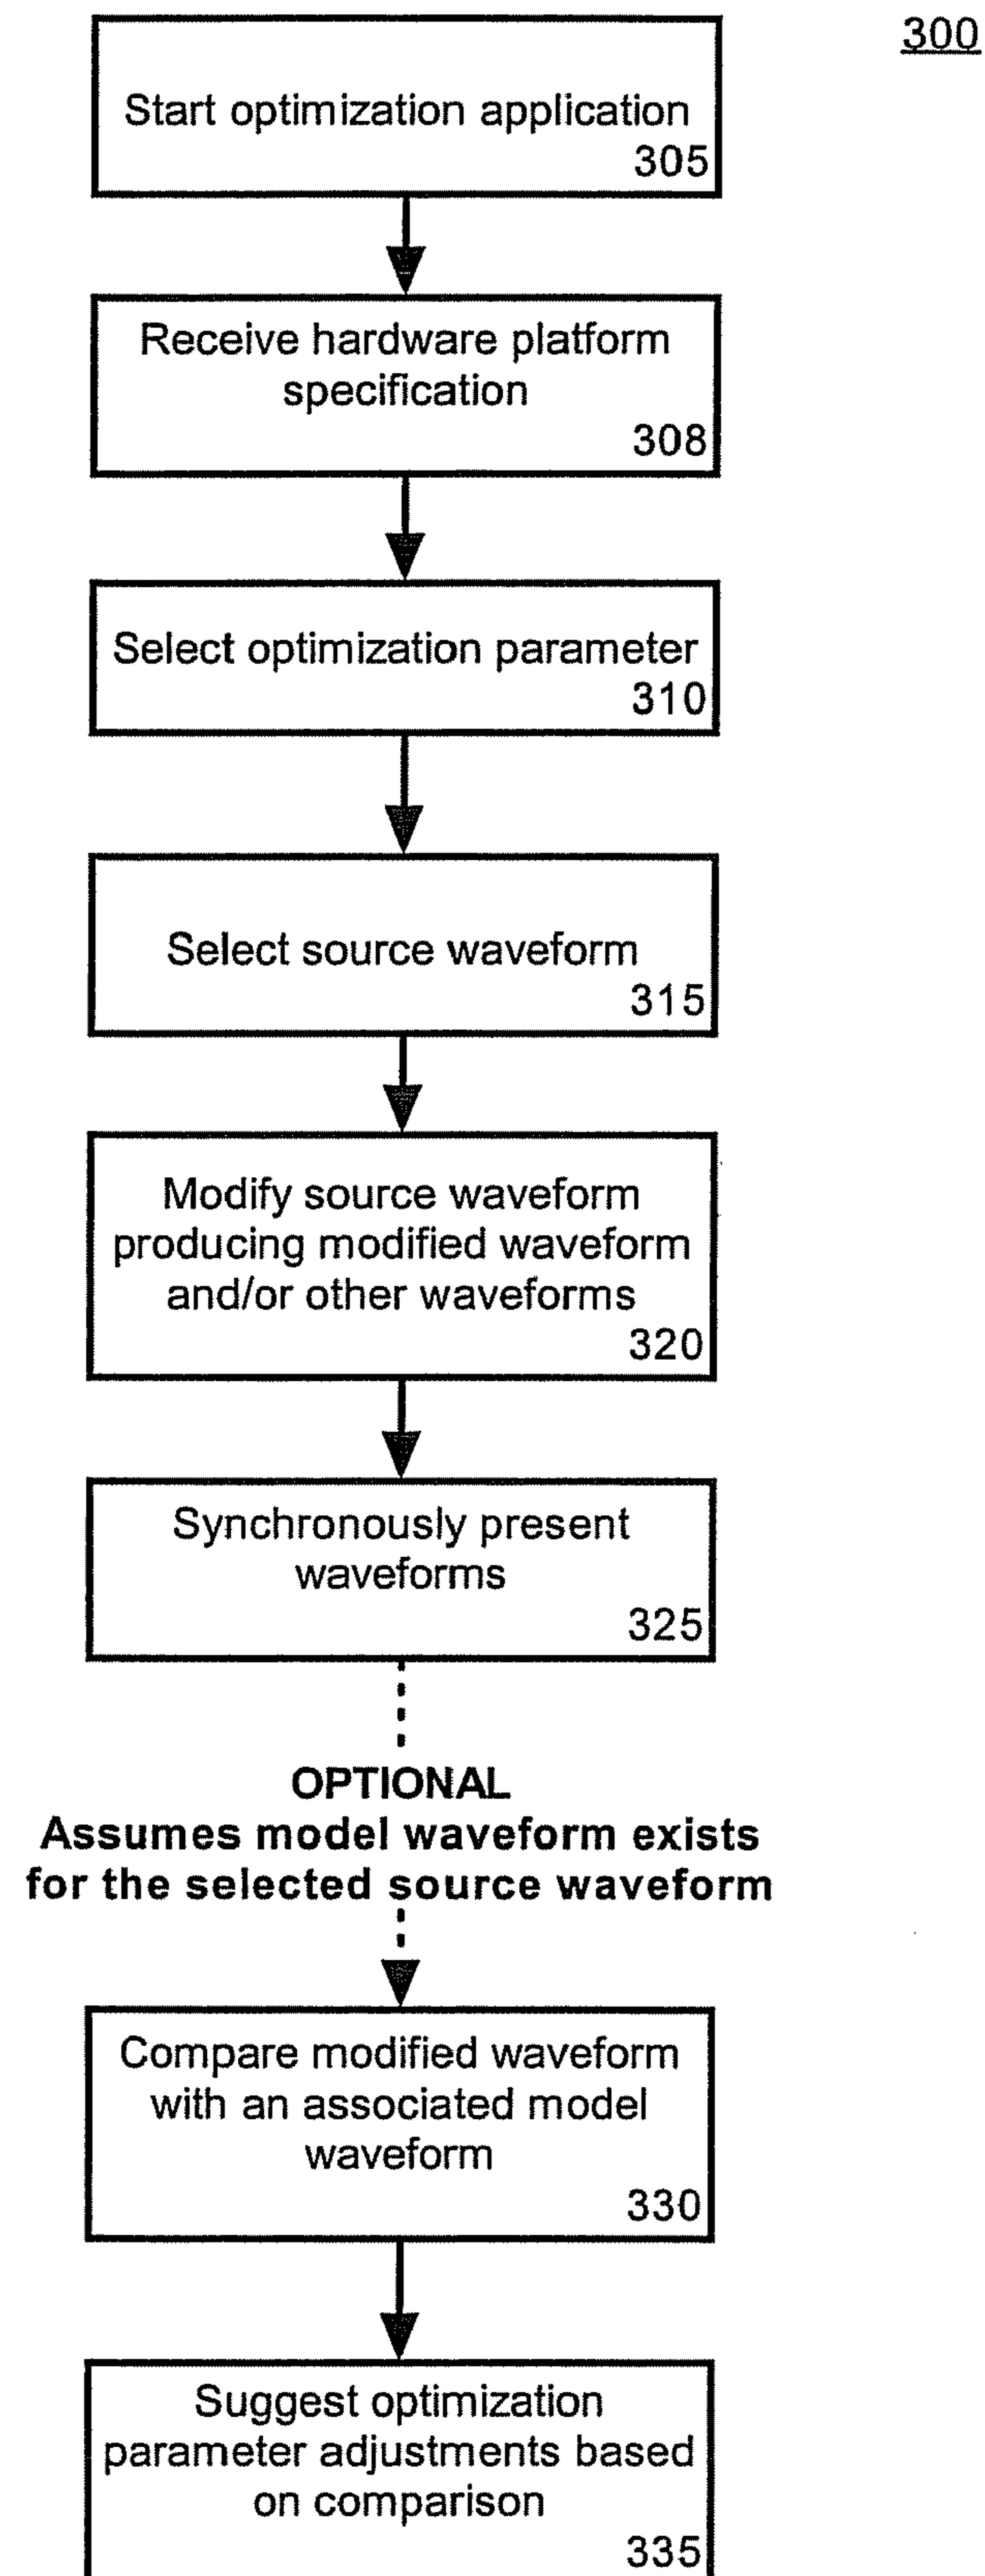 300
Start optimization application
305
Receive hardware platform
specification
308
Select optimization parameter
310
Select source waveform
315
Modify source waveform
producing modified waveform
and/or other waveforms
320
Synchronously present
waveforms
325
OPTIONAL
Assumes model waveform exists
for the selected source waveform
Compare modified waveform
with an associated model
waveform
330
Suggest optimization
parameter adjustments based
on comparison
335